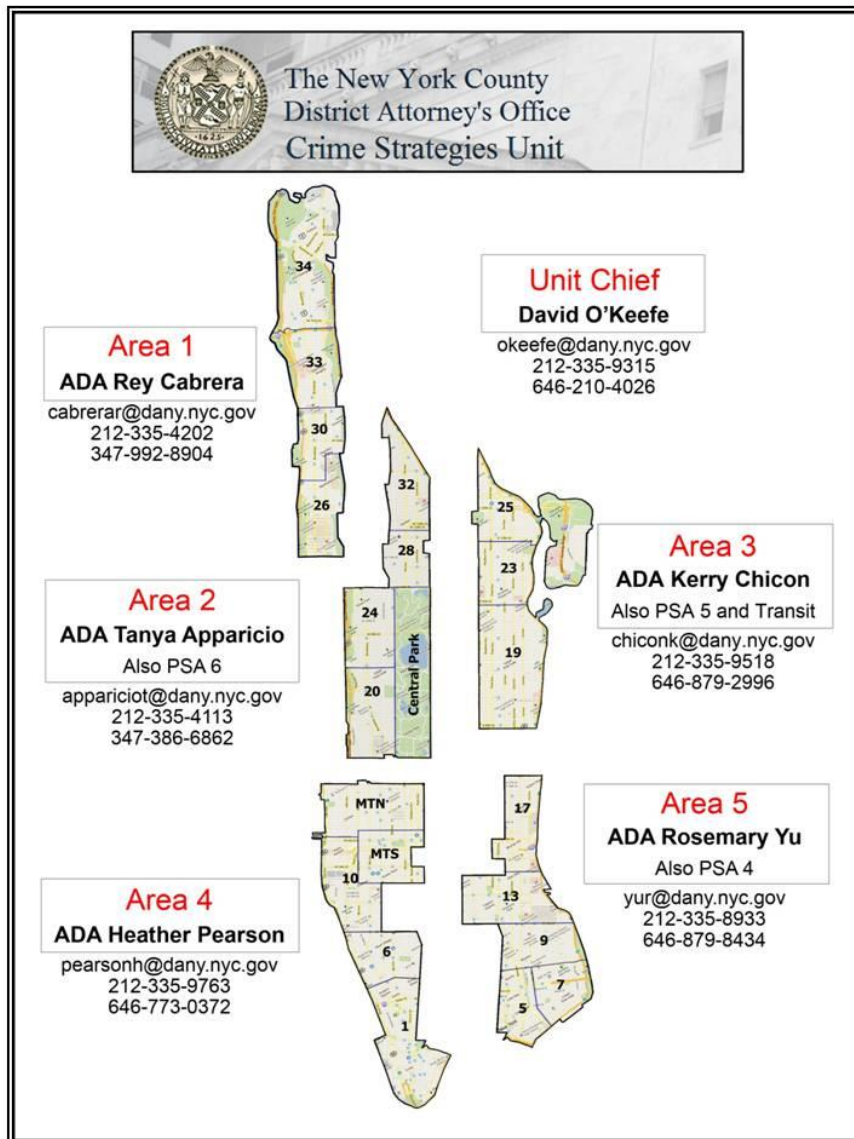 The New York County
District Attorney's Office
Crime Strategies Unit
1625
Unit Chief
David O'Keefe
okeefe@dany.nyc.gov
212-335-9315
646-210-4026
Area 1
ADA Rey Cabrera
cabrerar@dany.nyc.gov
212-335-4202
347-992-8904
34
33
30
26
Area 2
ADA Tanya Apparicio
Also PSA 6
appariciot@dany.nyc.gov
212-335-4113
347-386-6862
32
28
24
20
Central Park
Area 3
ADA Kerry Chicon
Also PSA 5 and Transit
chiconk@dany.nyc.gov
212-335-9518
646-879-2996
25
23
19
Area 4
ADA Heather Pearson
pearsonh@dany.nyc.gov
212-335-9763
646-773-0372
MTN
MTS
10
6
1
Area 5
ADA Rosemary Yu
Also PSA 4
yur@dany.nyc.gov
212-335-8933
646-879-8434
17
13
9
7
5